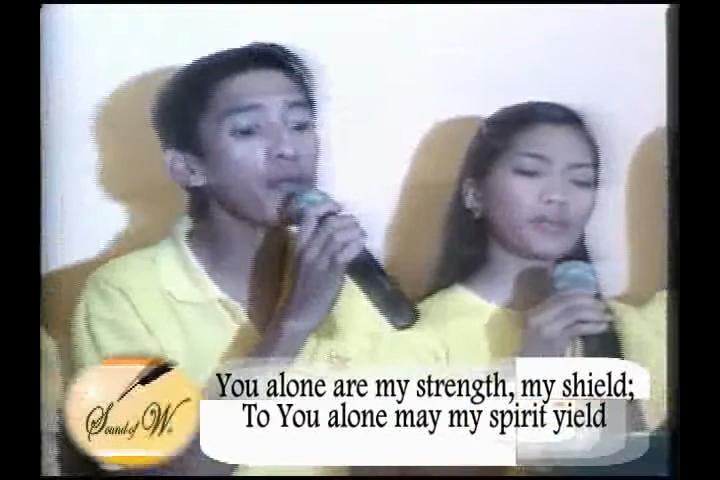 You alone are my strength, my shield;
To You alone may my spirit yield
Sound of W